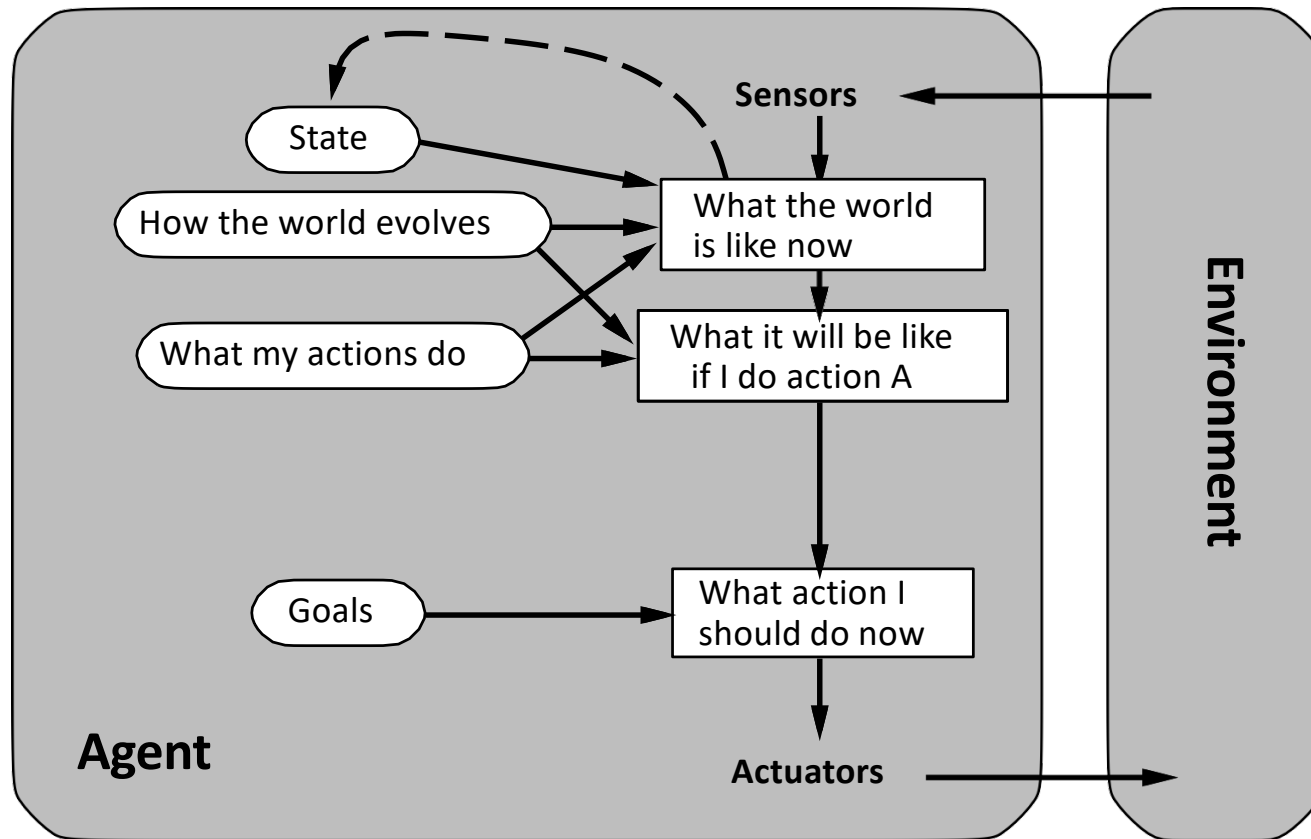 Sensors
State
What the world
is like now
How the world evolves
Environment
What it will be like
if I do action A
What my actions do
What action I
should do now
Goals
Agent
Actuators